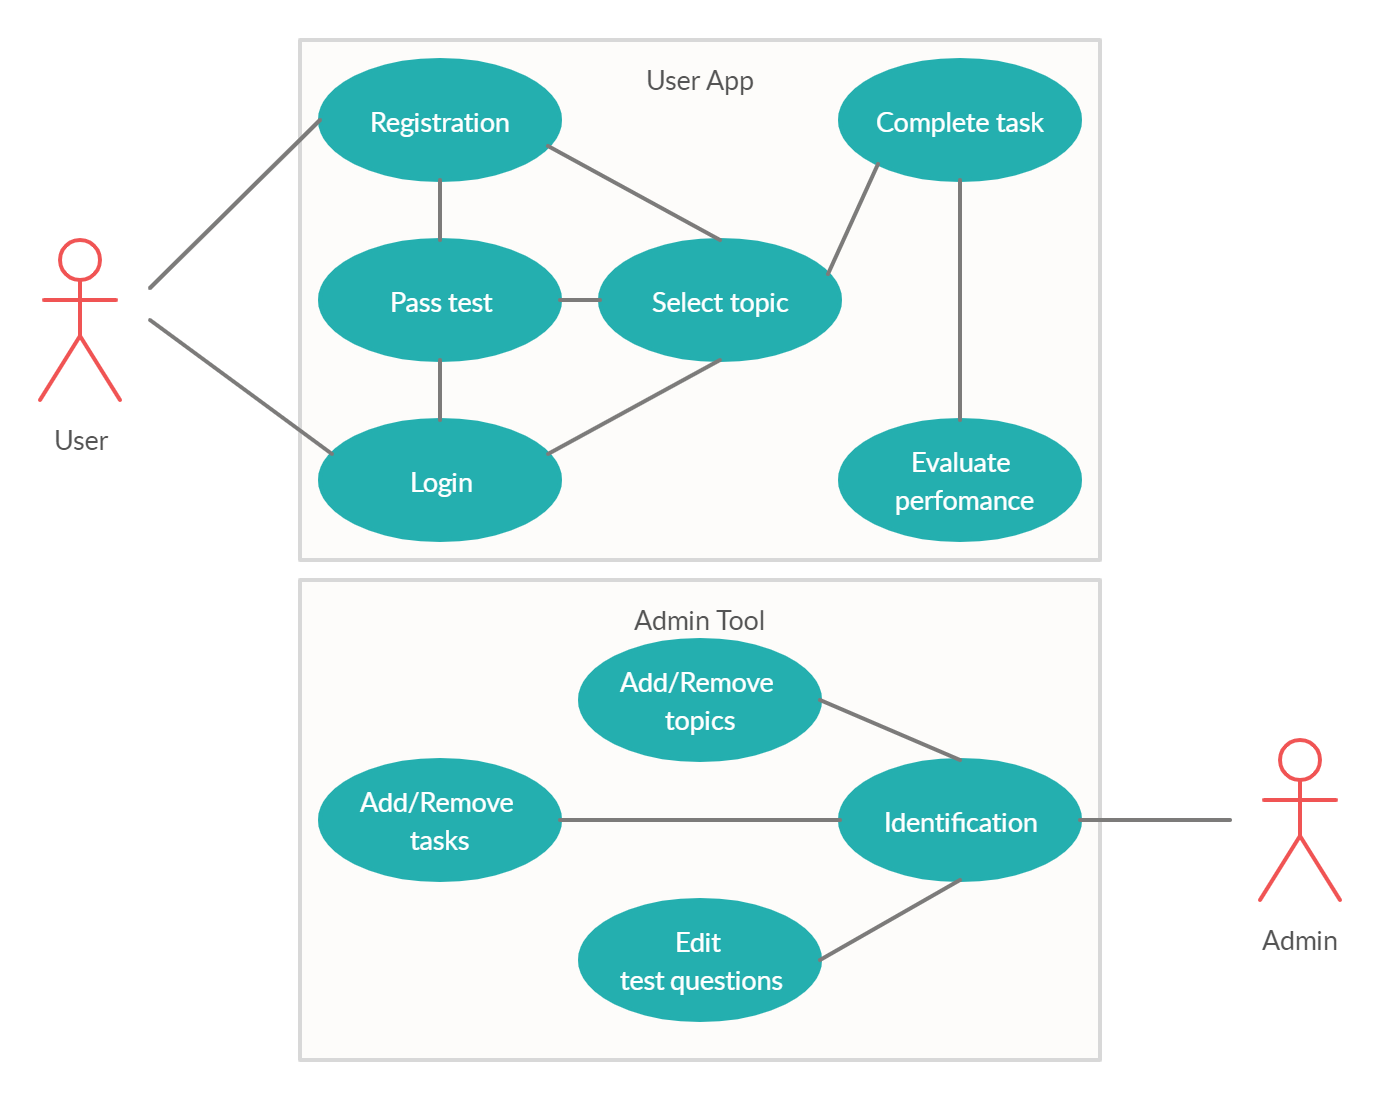 User App
Registration
Complete task
Pass test
Select topic
User
Login
Evaluate
perfomance
Admin Tool
Add/Remove
topics
Add/Remove
tasks
Identification
Edit
test questions
Admin